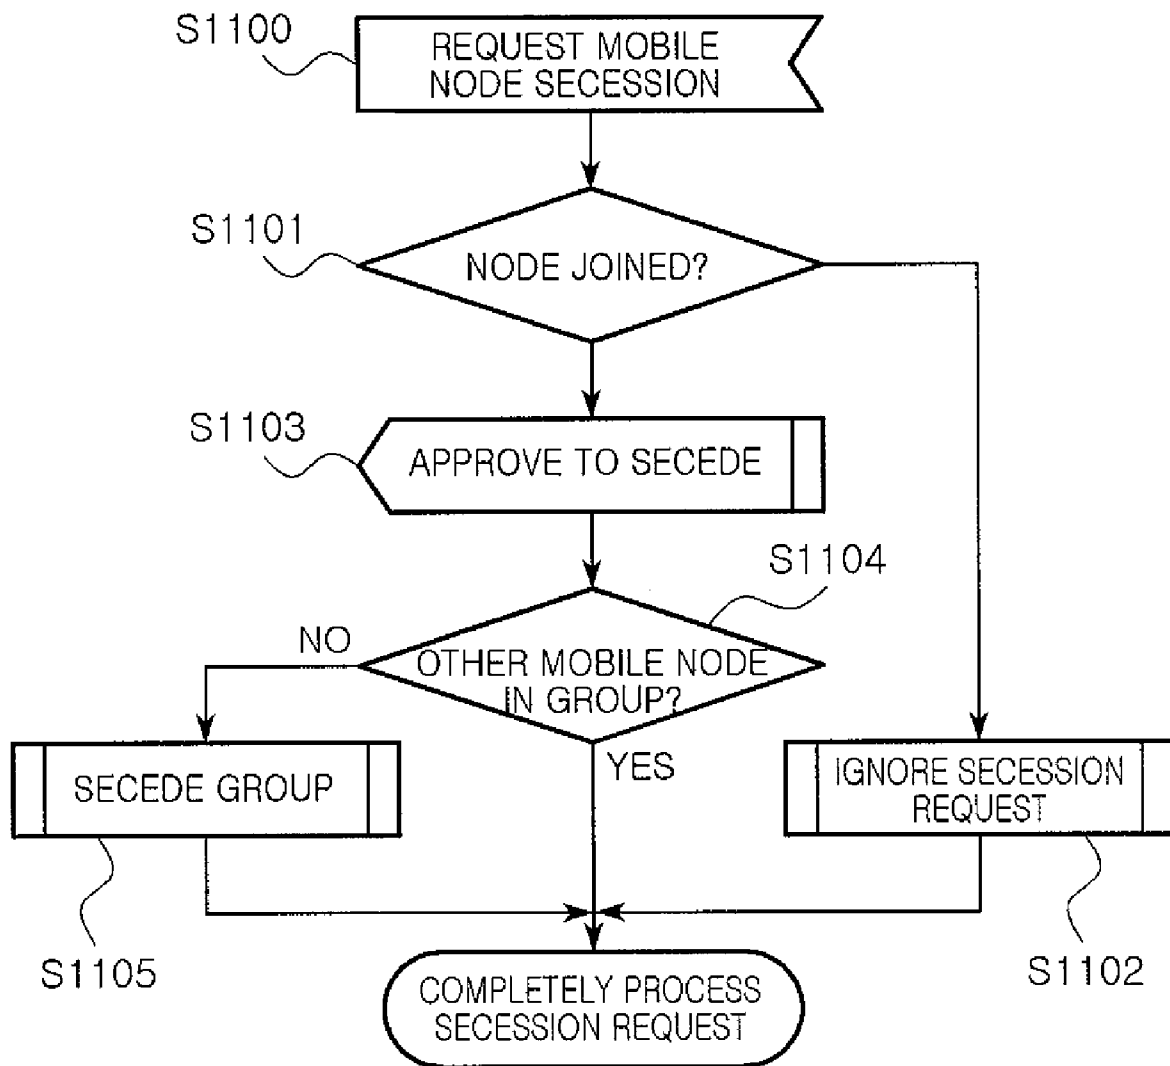 S1100
REQUEST MOBILE
NODE SECESSION
S1101
NODE JOINED?
S1103
APPROVE TO SECEDE
S1104
NO
OTHER MOBILE NODE
IN GROUP?
YES
SECEDE GROUP
IGNORE SECESSION
REQUEST
S1105
S1102
COMPLETELY PROCESS
SECESSION REQUEST